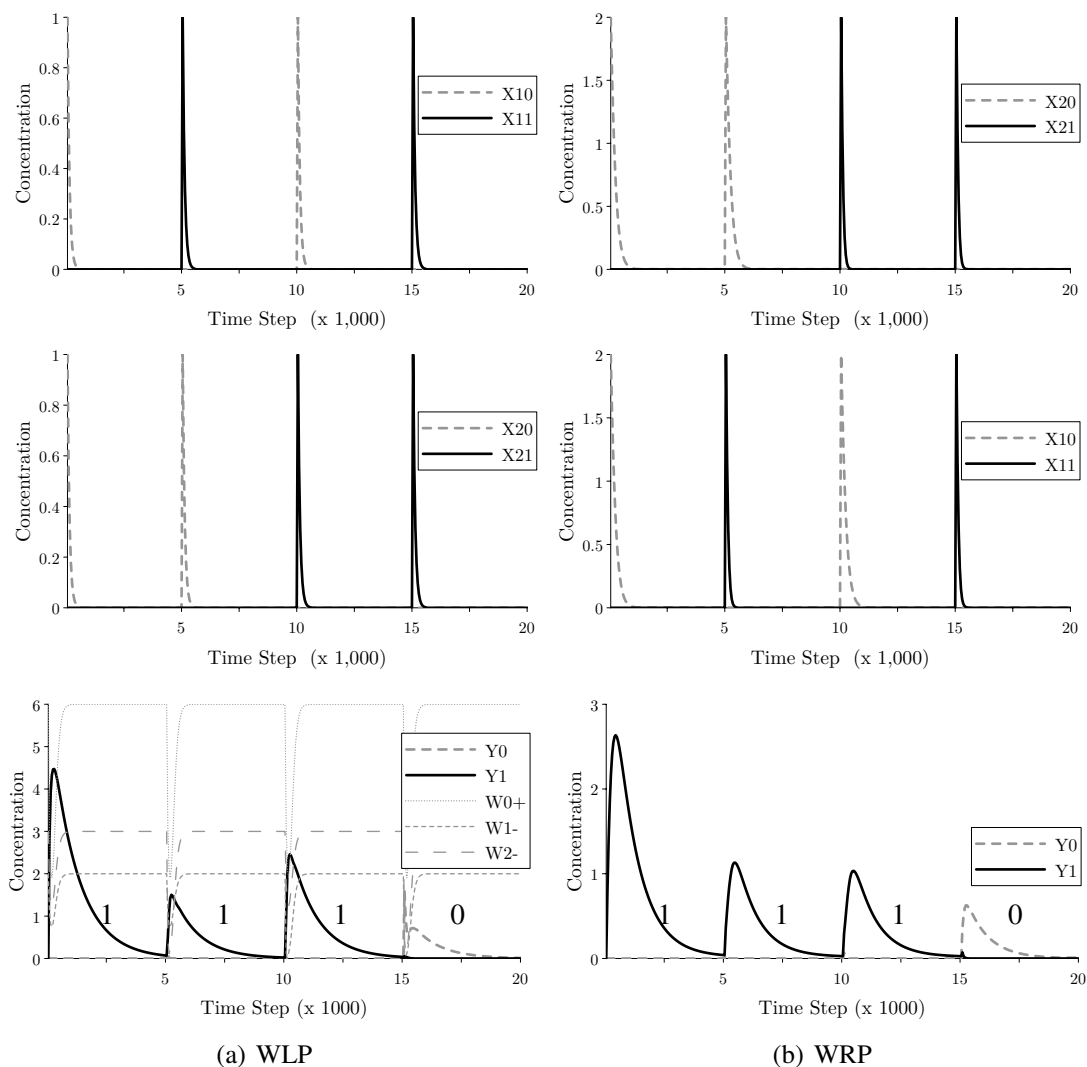 1
0.8
0.6
0.4
0.2
0
Concentration
X10
X11
5
10
15
20
Time Step (x 1,000)
2
1.5
1
0.5
0
Concentration
X20
X21
5
10
15
20
Time Step (x 1,000)
1
0.8
0.6
0.4
0.2
0
Concentration
X20
X21
5
10
15
20
Time Step (x 1,000)
2
1.5
1
0.5
0
Concentration
X10
X11
5
10
15
20
Time Step (x 1,000)
6
5
4
3
2
1
0
Concentration
Y0
Y1
W0+
W1-
W2-
1 1 1 0
5
10
15
20
Time Step (x 1000)
(a) WLP
3
2
1
0
Concentration
Y0
Y1
1 1 1 0
5
10
15
20
Time Step (x 1000)
(b) WRP